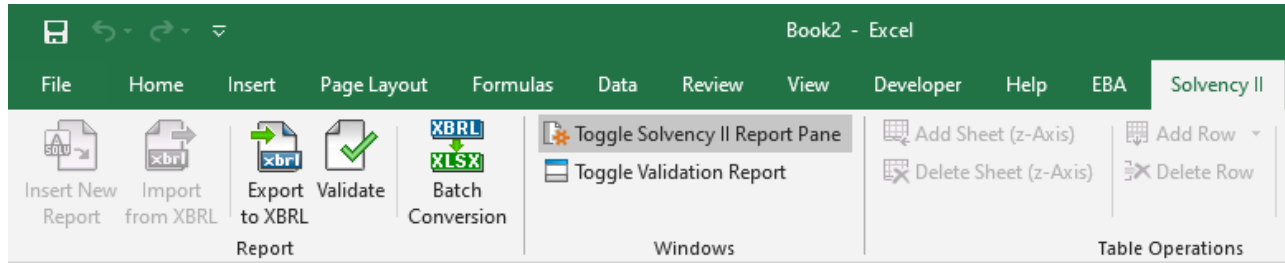 Book2 - Excel
File Home Insert Page Layout Formulas Data Review View Developer Help EBA Solvency II
SOLV
Insert New
Report
xbrl
Import
from XBRL
xbrl
Export
to XBRL
Validate
XBRL
XLSX
Batch
Conversion
Report
Toggle Solvency II Report Pane
Toggle Validation Report
Windows
Add Sheet (z-Axis)
Delete Sheet (z-Axis)
Add Row
Delete Row
Table Operations